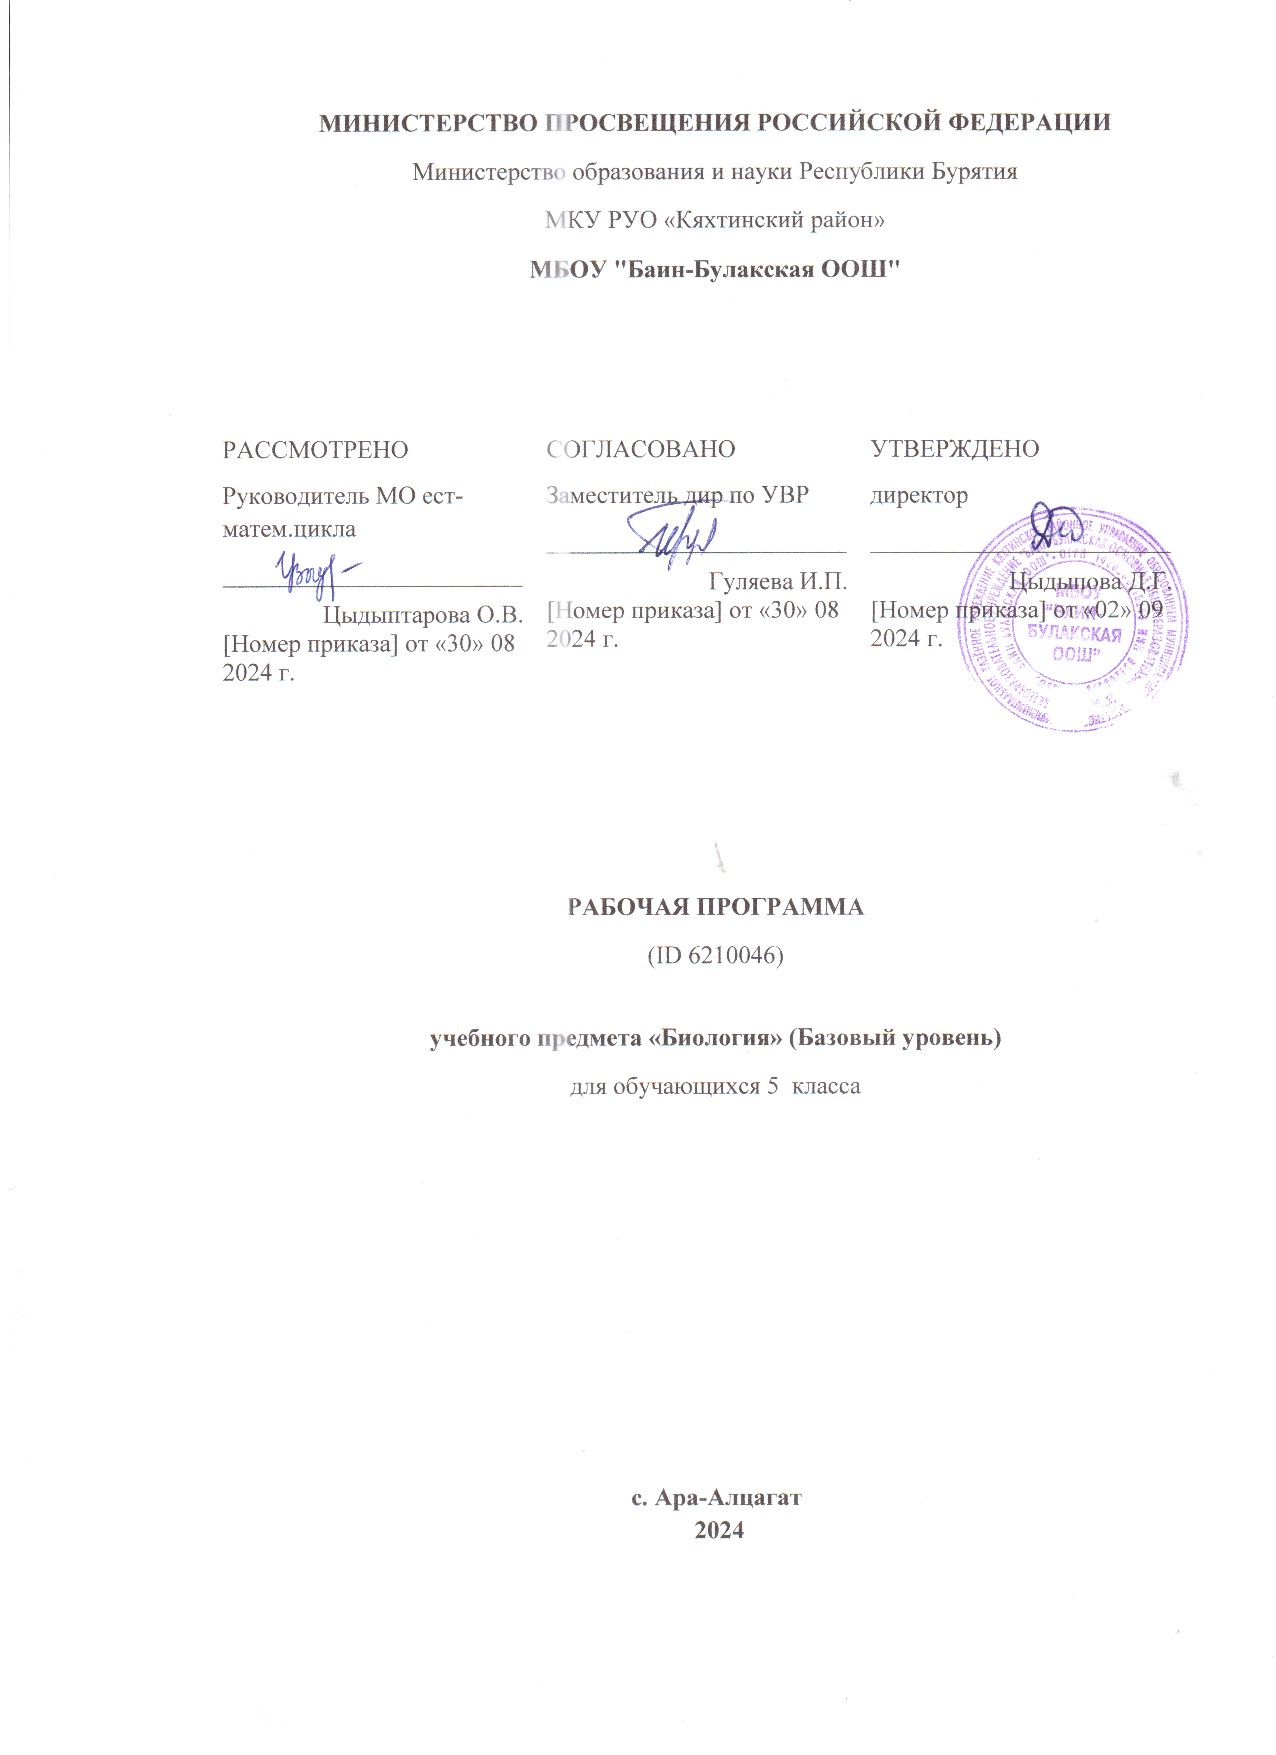 МИНИСТЕРСТВО ПРОСВЕЩЕНИЯ РОССИЙСКОЙ ФЕДЕРАЦИИ
Министерство образования и науки Республики Бурятия
МКУ РУО «Кяхтинский район»
МБОУ "Баин-Булакская ООШ"
РАССМОТРЕНО
Руководитель МО ест-
матем.цикла
Цыдыптарова О.В.
[Номер приказа] от «30» 08
2024 г.
СОГЛАСОВАНО
Заместитель дир по УВР
Гуляева И.П.
[Номер приказа] от «30» 08
2024 г.
УТВЕРЖДЕНО
директор
Цыдыпова Д.Г.
[Номер приказа] от «02» 09
2024 г.
МБОУ
БУЛАКСКАЯ
ООШ"
РАБОЧАЯ ПРОГРАММА
(ID 6210046)
учебного предмета «Биология» (Базовый уровень)
для обучающихся 5 класса
с. Ара-Алцагат
2024